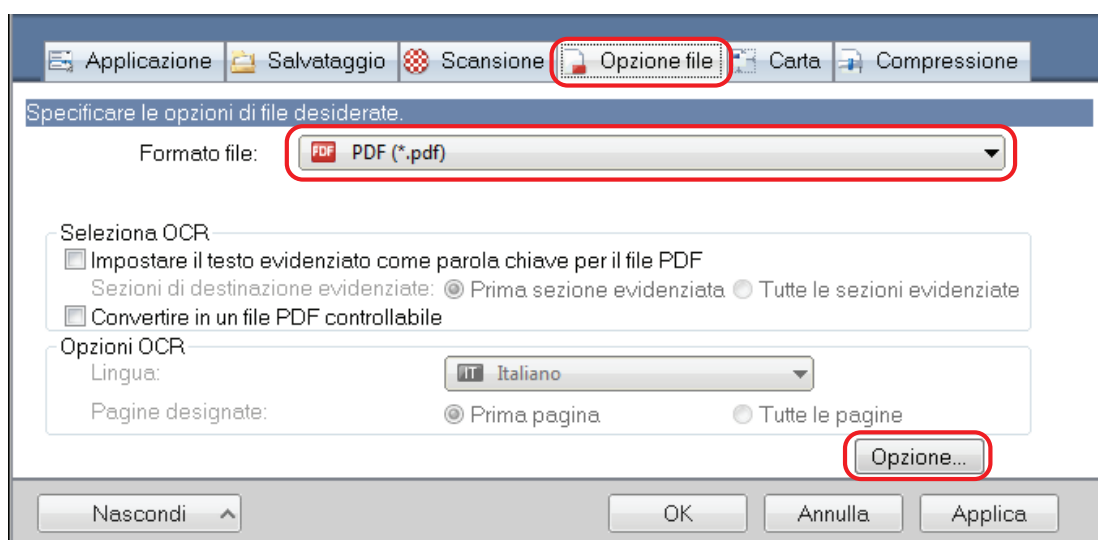 Applicazione Salvataggio Scansione Opzione file Carta Compressione
Specificare le opzioni di file desiderate.
Formato file: PDF PDF (*.pdf)
Seleziona OCR
Impostare il testo evidenziato come parola chiave per il file PDF
Sezioni di destinazione evidenziate: Prima sezione evidenziata Tutte le sezioni evidenziate
Convertire in un file PDF controllabile
Opzioni OCR
Lingua: IT Italiano
Pagine designate: Prima pagina Tutte le pagine
Opzione...
Nascondi OK Annulla Applica